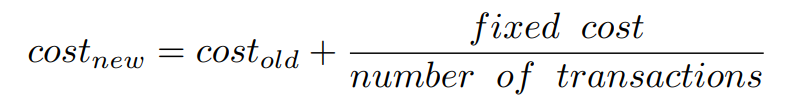 cost_new = cost_old + fixed cost / number of transactions